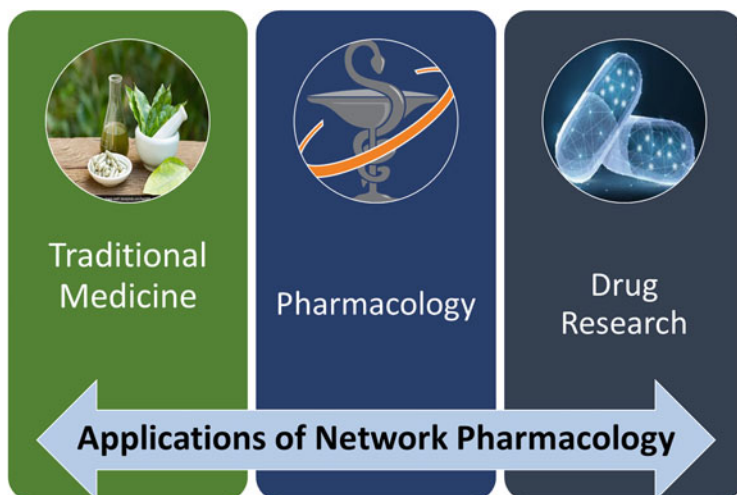 Traditional
Medicine
Pharmacology
Drug
Research
Applications of Network Pharmacology